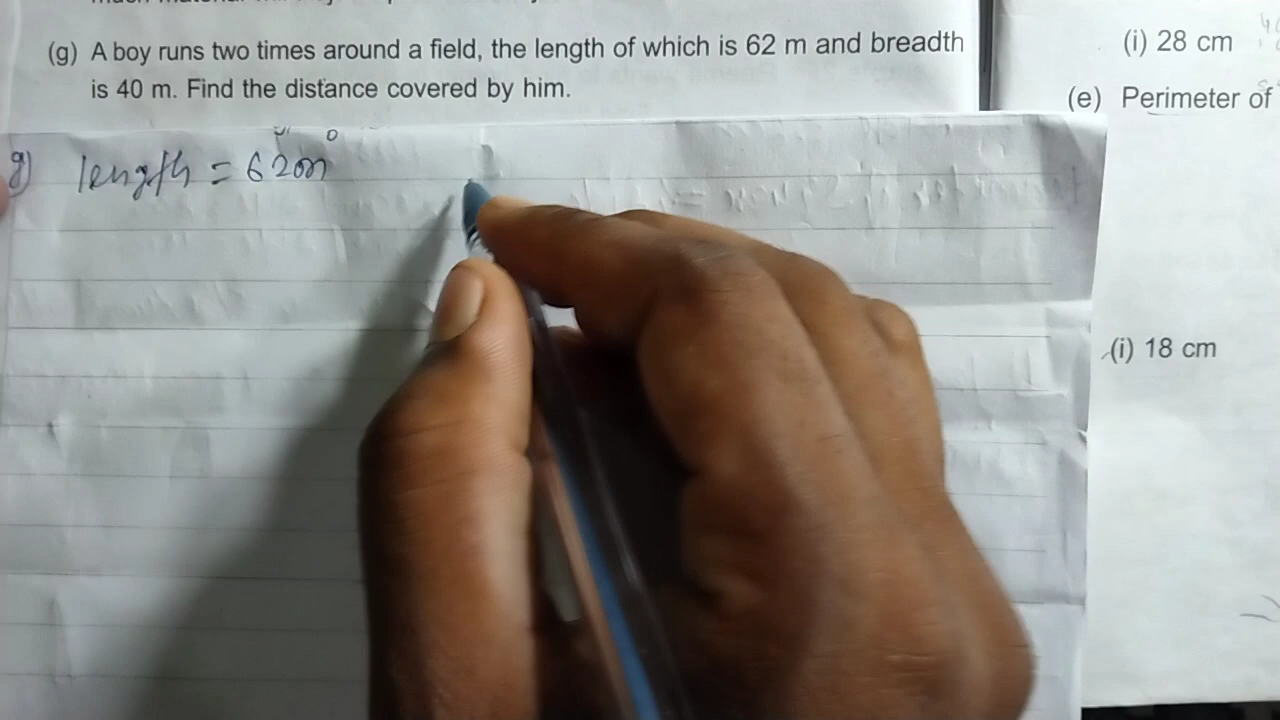 (g) A boy runs two times around a field, the length of which is 62 m and breadth
is 40 m. Find the distance covered by him.
g) length = 62m
(i) 28 cm
(e) Perimeter of
(i) 18 cm